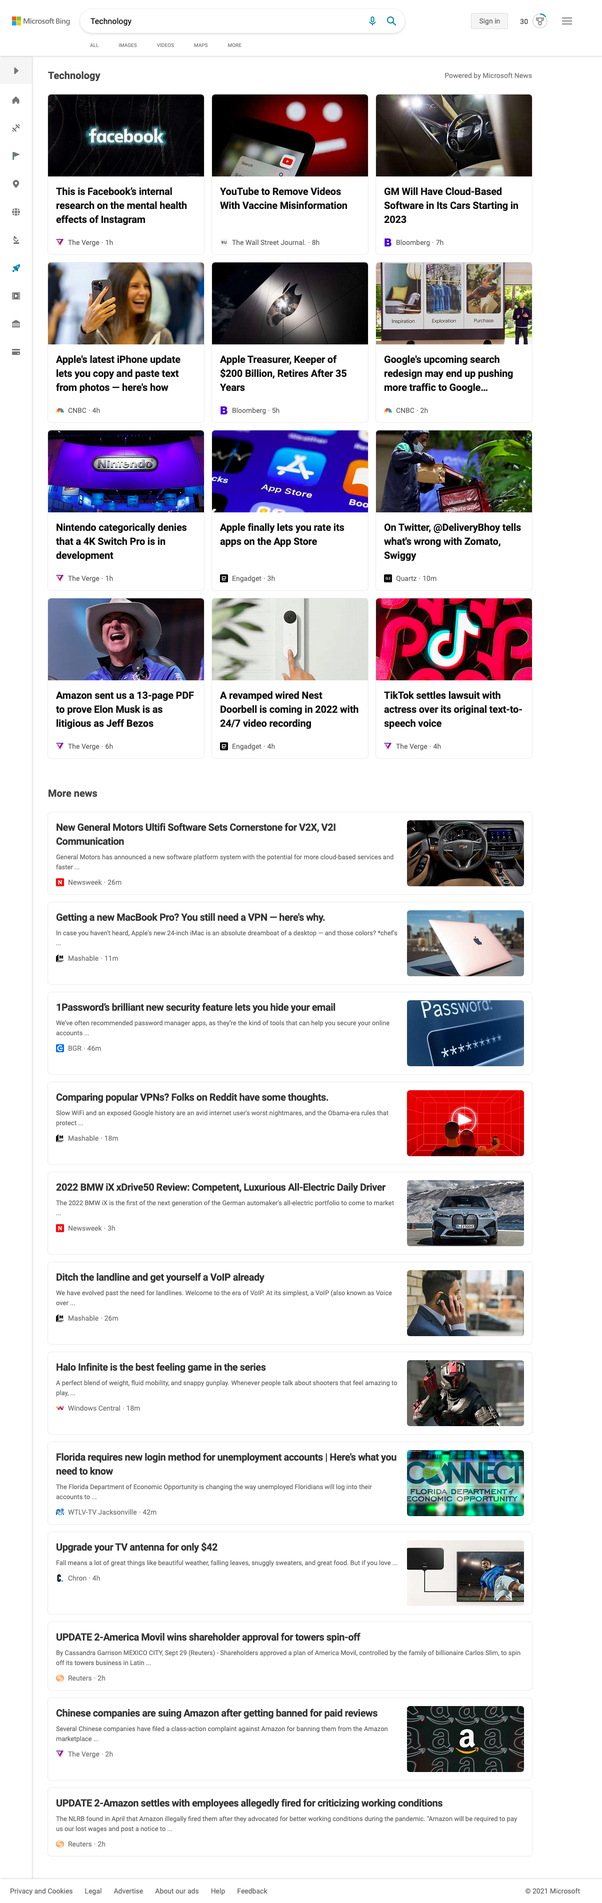 Microsoft Bing
Technology
Sign in
30
ALL
IMAGES
VIDEOS
MAPS
MORE
Technology
Powered by Microsoft News
facebook
This is Facebook's internal
research on the mental health
effects of Instagram
The Verge · 1h
YouTube to Remove Videos
With Vaccine Misinformation
The Wall Street Journal. · 8h
GM Will Have Cloud-Based
Software in Its Cars Starting in
2023
Bloomberg · 7h
Apple's latest iPhone update
lets you copy and paste text
from photos — here's how
CNBC · 4h
Apple Treasurer, Keeper of
$200 Billion, Retires After 35
Years
Bloomberg · 5h
Inspiration
Exploration
Purchase
Google's upcoming search
redesign may end up pushing
more traffic to Google...
CNBC · 2h
Nintendo
Nintendo categorically denies
that a 4K Switch Pro is in
development
The Verge · 1h
Weather
cks
App Store
Boo
Apple finally lets you rate its
apps on the App Store
Engadget · 3h
On Twitter, @DeliveryBhoy tells
what's wrong with Zomato,
Swiggy
Quartz · 10m
Amazon sent us a 13-page PDF
to prove Elon Musk is as
litigious as Jeff Bezos
The Verge · 6h
A revamped wired Nest
Doorbell is coming in 2022 with
24/7 video recording
Engadget · 4h
TikTok settles lawsuit with
actress over its original text-to-
speech voice
The Verge · 4h
More news
New General Motors Ultifi Software Sets Cornerstone for V2X, V2I
Communication
General Motors has announced a new software platform system with the potential for more cloud-based services and
faster ...
Newsweek · 26m
Getting a new MacBook Pro? You still need a VPN — here's why.
In case you haven't heard, Apple's new 24-inch iMac is an absolute dreamboat of a desktop — and those colors? *chef's
...
Mashable · 11m
1Password's brilliant new security feature lets you hide your email
We've often recommended password manager apps, as they're the kind of tools that can help you secure your online
accounts ...
BGR · 46m
Password:
********
Comparing popular VPNs? Folks on Reddit have some thoughts.
Slow WiFi and an exposed Google history are an avid internet user's worst nightmares, and the Obama-era rules that
protect ...
Mashable · 18m
2022 BMW iX xDrive50 Review: Competent, Luxurious All-Electric Daily Driver
The 2022 BMW iX is the first of the next generation of the German automaker's all-electric portfolio to come to market
...
Newsweek · 3h
Ditch the landline and get yourself a VoIP already
We have evolved past the need for landlines. Welcome to the era of VoIP. At its simplest, a VoIP (also known as Voice
over ...
Mashable · 26m
Halo Infinite is the best feeling game in the series
A perfect blend of weight, fluid mobility, and snappy gunplay. Whenever people talk about shooters that feel amazing to
play, ...
Windows Central · 18m
Florida requires new login method for unemployment accounts | Here's what you
need to know
The Florida Department of Economic Opportunity is changing the way unemployed Floridians will log into their
accounts to ...
WTLV-TV Jacksonville · 42m
CONNECT
FLORIDA DEPARTMENT of
ECONOMIC OPPORTUNITY
Upgrade your TV antenna for only $42
Fall means a lot of great things like beautiful weather, falling leaves, snuggly sweaters, and great food. But if you love ...
Chron · 4h
UPDATE 2-America Movil wins shareholder approval for towers spin-off
By Cassandra Garrison MEXICO CITY, Sept 29 (Reuters) - Shareholders approved a plan of America Movil, controlled by the family of billionaire Carlos Slim, to spin
off its towers business in Latin ...
Reuters · 2h
Chinese companies are suing Amazon after getting banned for paid reviews
Several Chinese companies have filed a class-action complaint against Amazon for banning them from the Amazon
marketplace ...
The Verge · 2h
UPDATE 2-Amazon settles with employees allegedly fired for criticizing working conditions
The NLRB found in April that Amazon illegally fired them after they advocated for better working conditions during the pandemic. "Amazon will be required to pay
us our lost wages and post a notice to ...
Reuters · 2h
Privacy and Cookies
Legal
Advertise
About our ads
Help
Feedback
© 2021 Microsoft